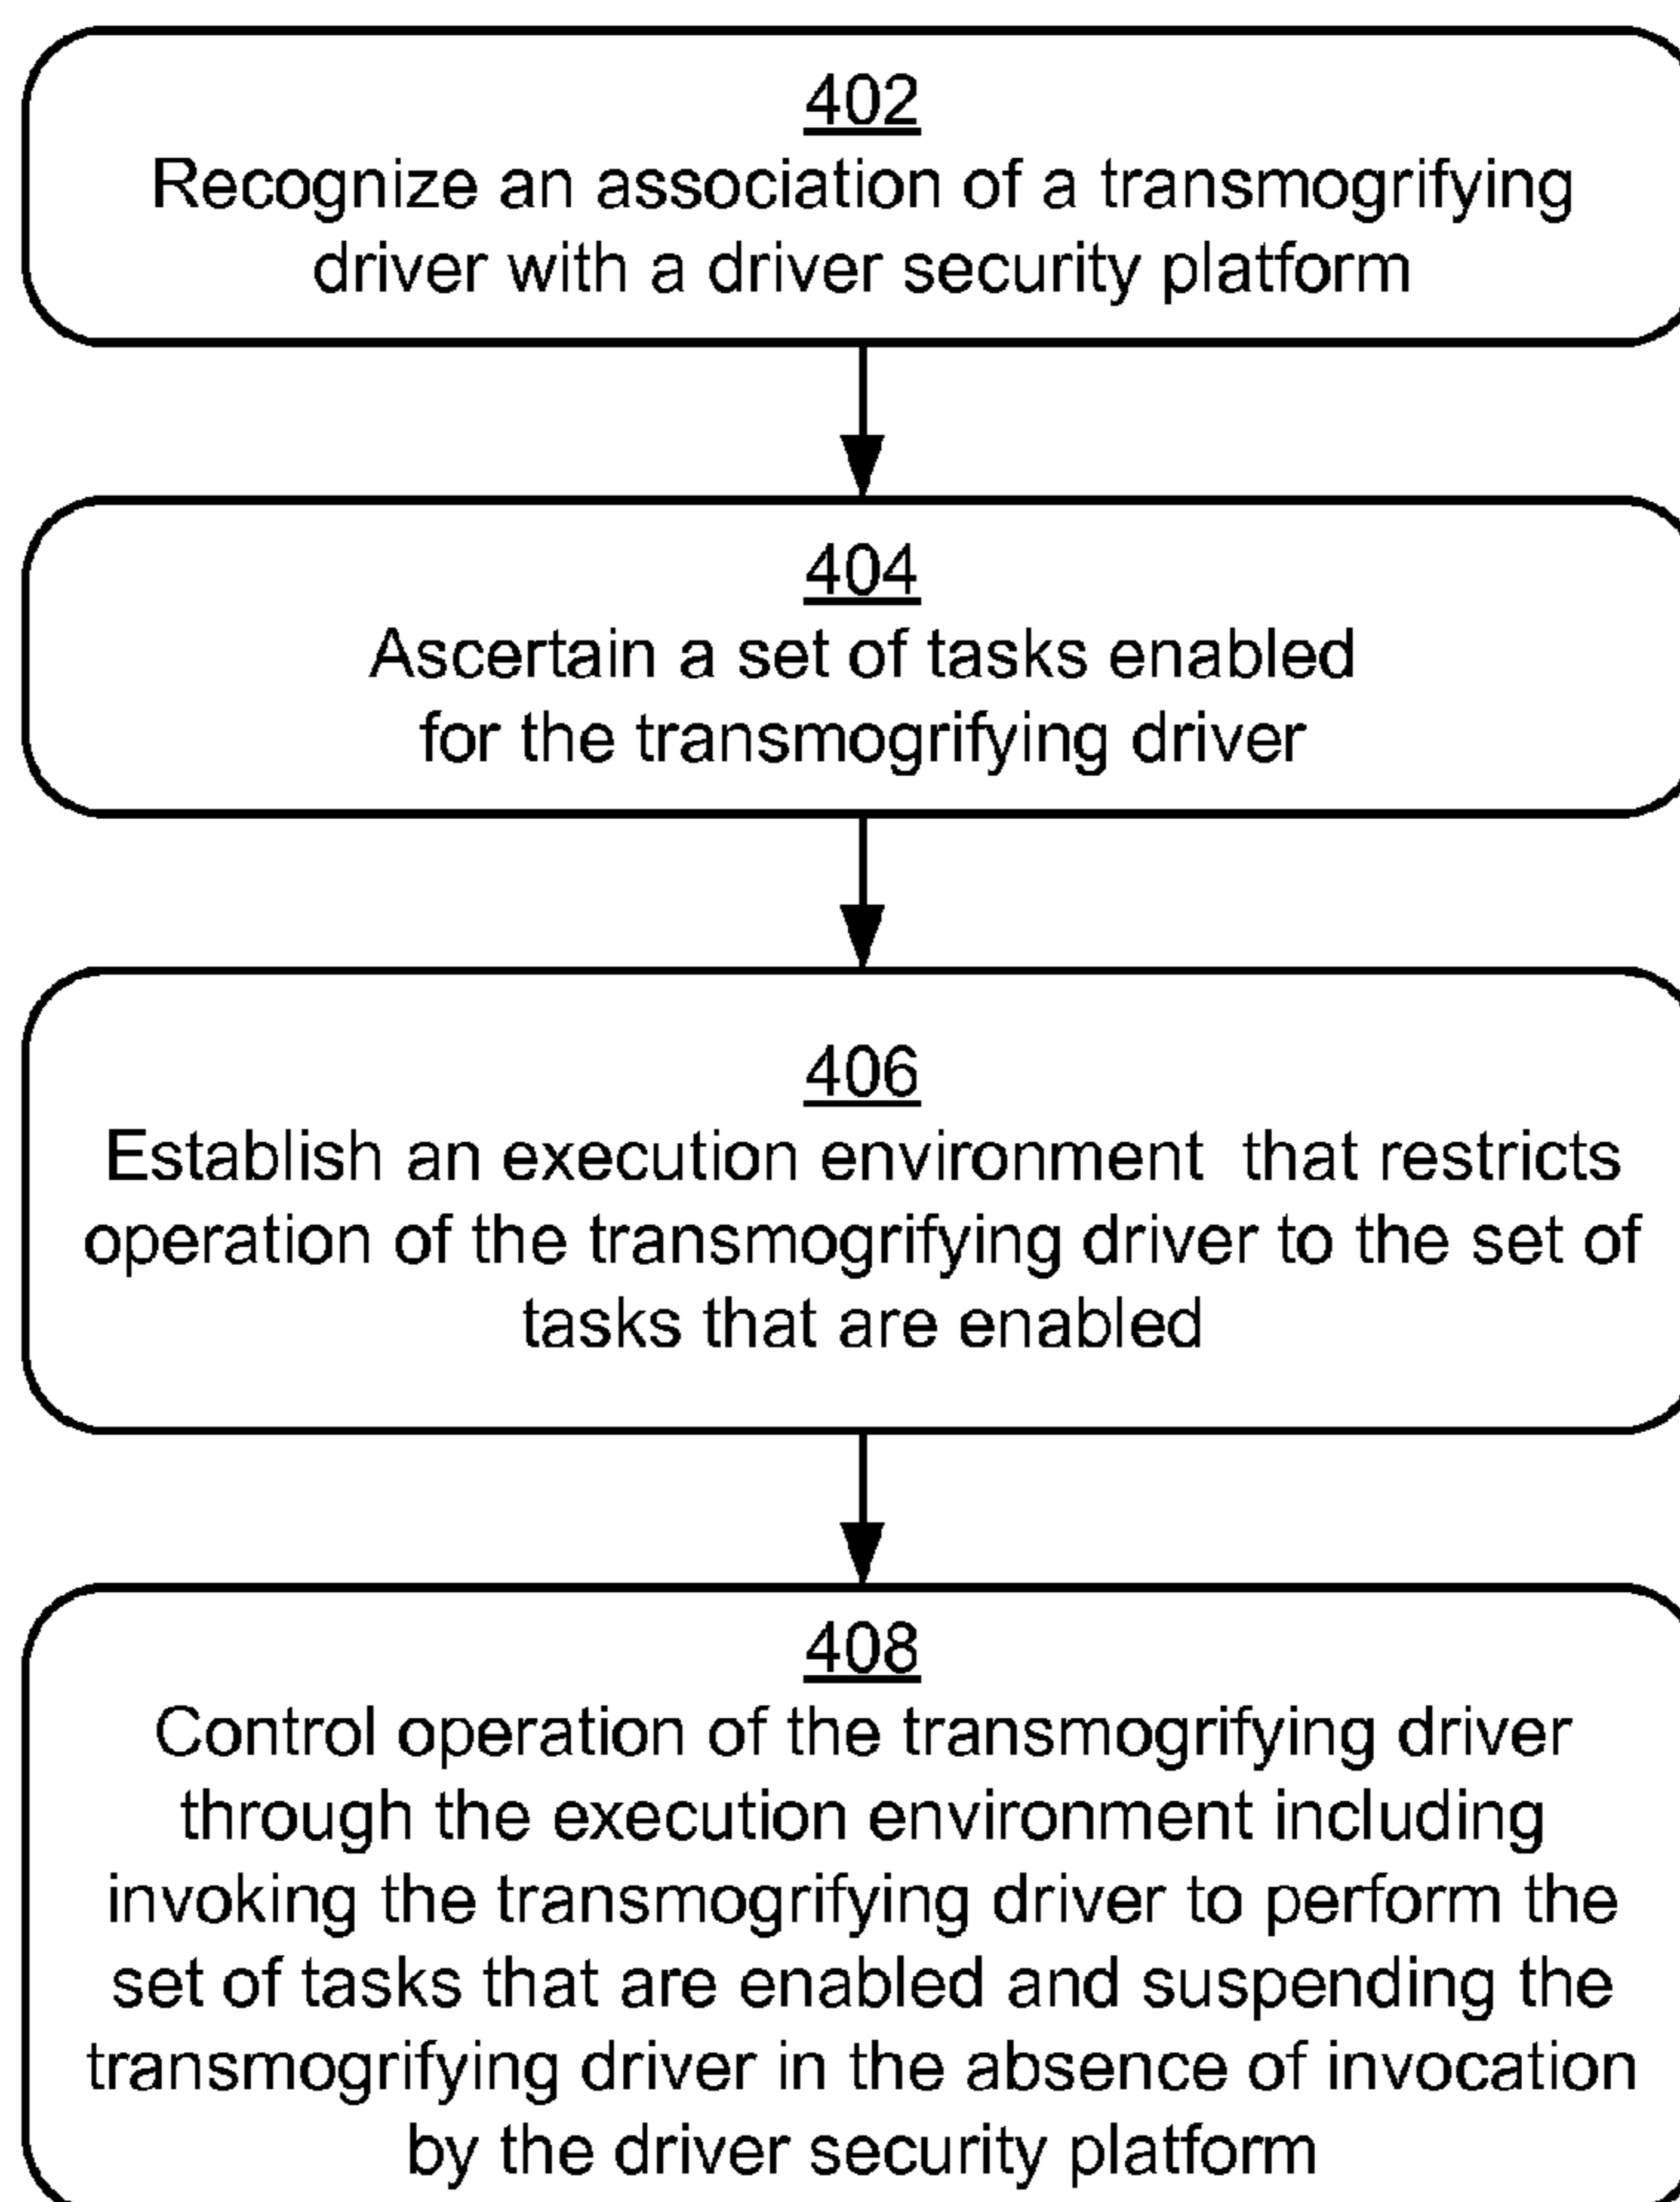 402
Recognize an association of a transmogrifying
driver with a driver security platform
404
Ascertain a set of tasks enabled
for the transmogrifying driver
406
Establish an execution environment that restricts
operation of the transmogrifying driver to the set of
tasks that are enabled
408
Control operation of the transmogrifying driver
through the execution environment including
invoking the transmogrifying driver to perform the
set of tasks that are enabled and suspending the
transmogrifying driver in the absence of invocation
by the driver security platform